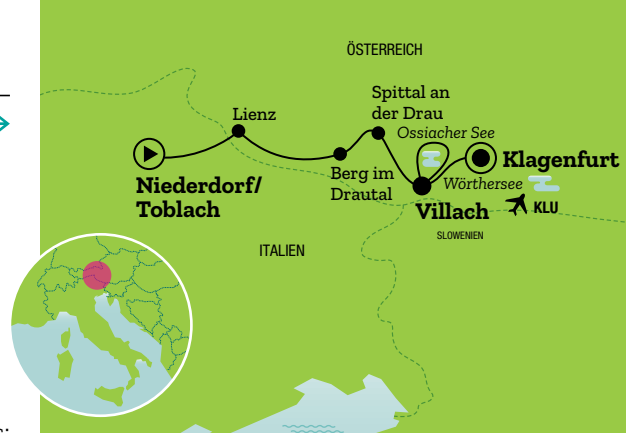 ÖSTERREICH
Spittal an
der Drau
Lienz
Ossiacher See
Klagenfurt
Berg im
Drautal
Niederdorf/
Toblach
Wörthersee
Villach
KLU
SLOWENIEN
ITALIEN